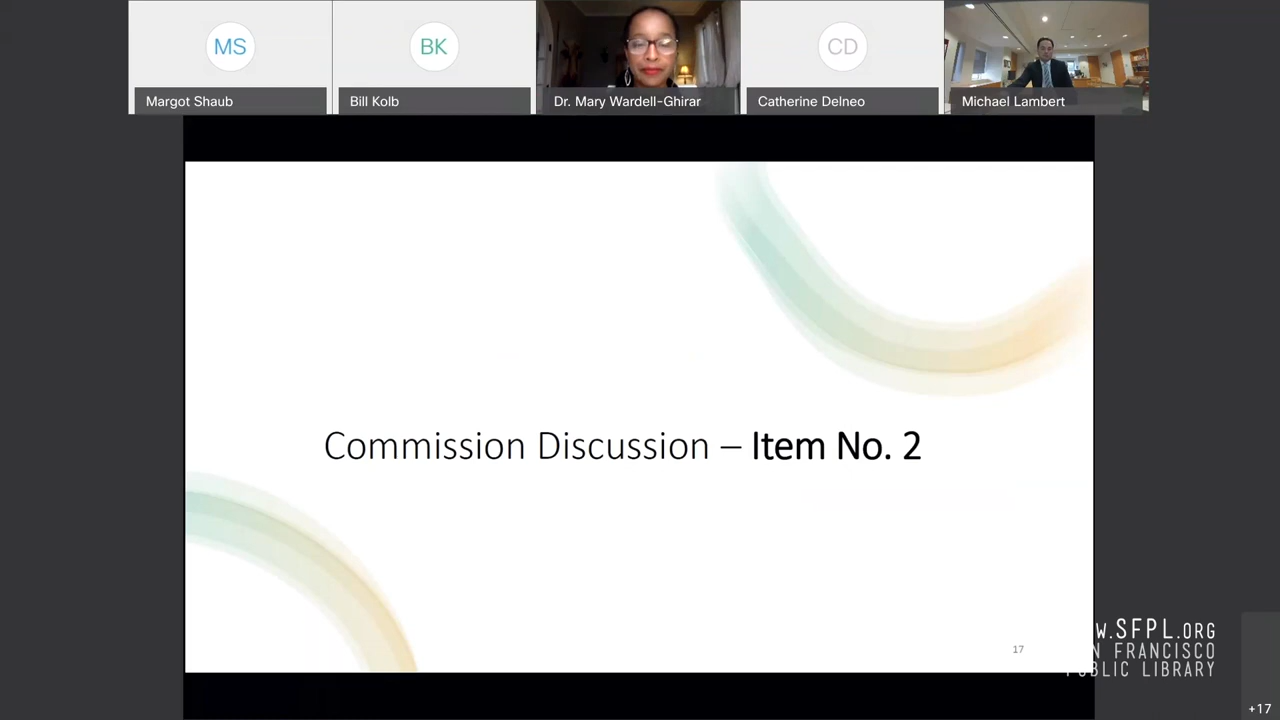 MS
BK
CD
Margot Shaub
Bill Kolb
Dr. Mary Wardell-Ghirar
Catherine Delneo
Michael Lambert
Commission Discussion – Item No. 2
17
W.SFPL.ORG
N FRANCISCO
PUBLIC LIBRARY
+17